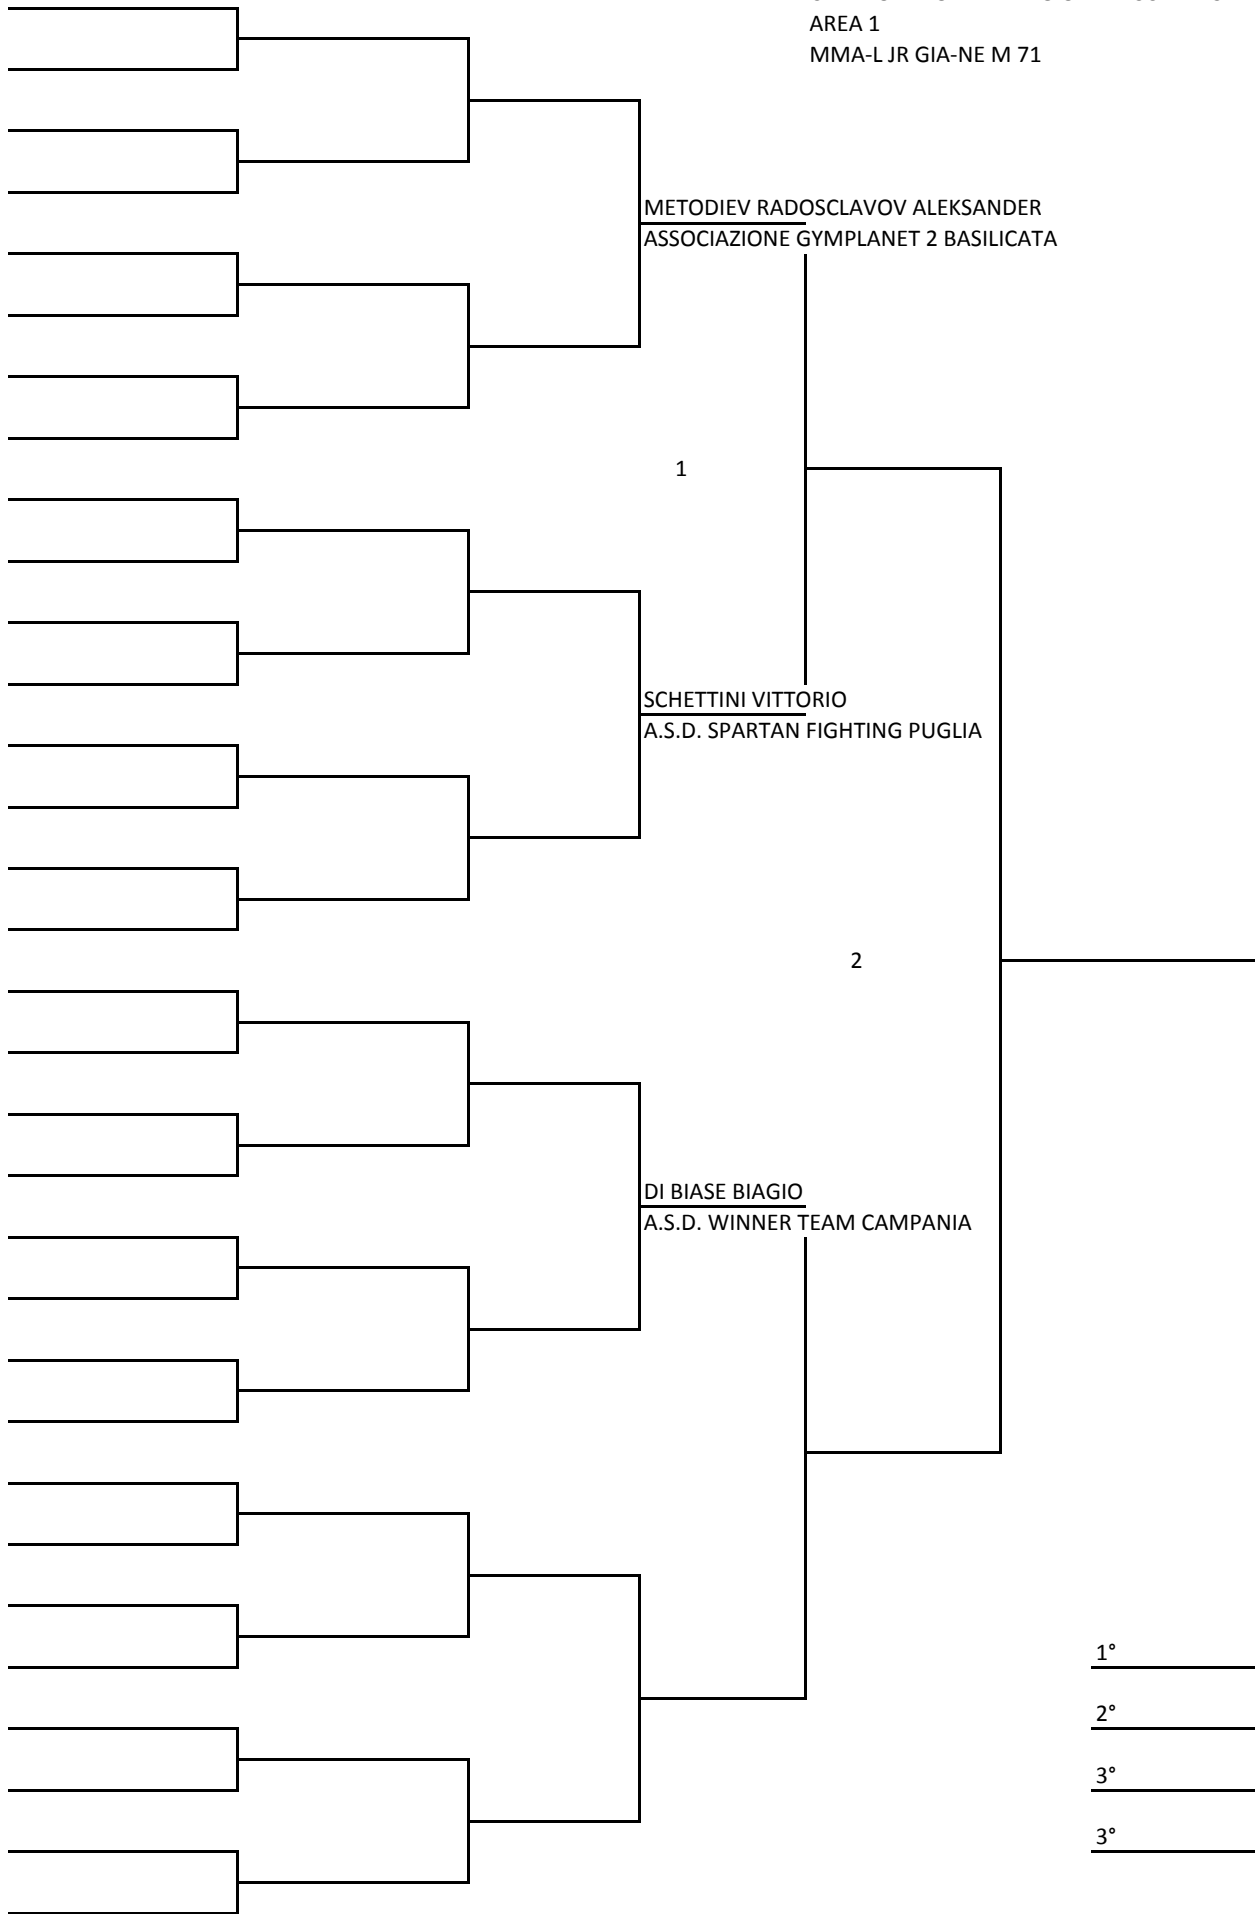 AREA 1
MMA-L JR GIA-NE M 71
METODIEV RADOSCLAVOV ALEKSANDER
ASSOCIAZIONE GYMPLANET 2 BASILICATA
1
SCHETTINI VITTORIO
A.S.D. SPARTAN FIGHTING PUGLIA
2
DI BIASE BIAGIO
A.S.D. WINNER TEAM CAMPANIA
1°
2°
3°
3°